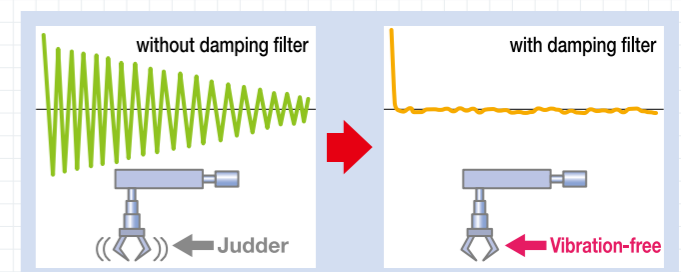 without damping filter
with damping filter
Judder
Vibration-free